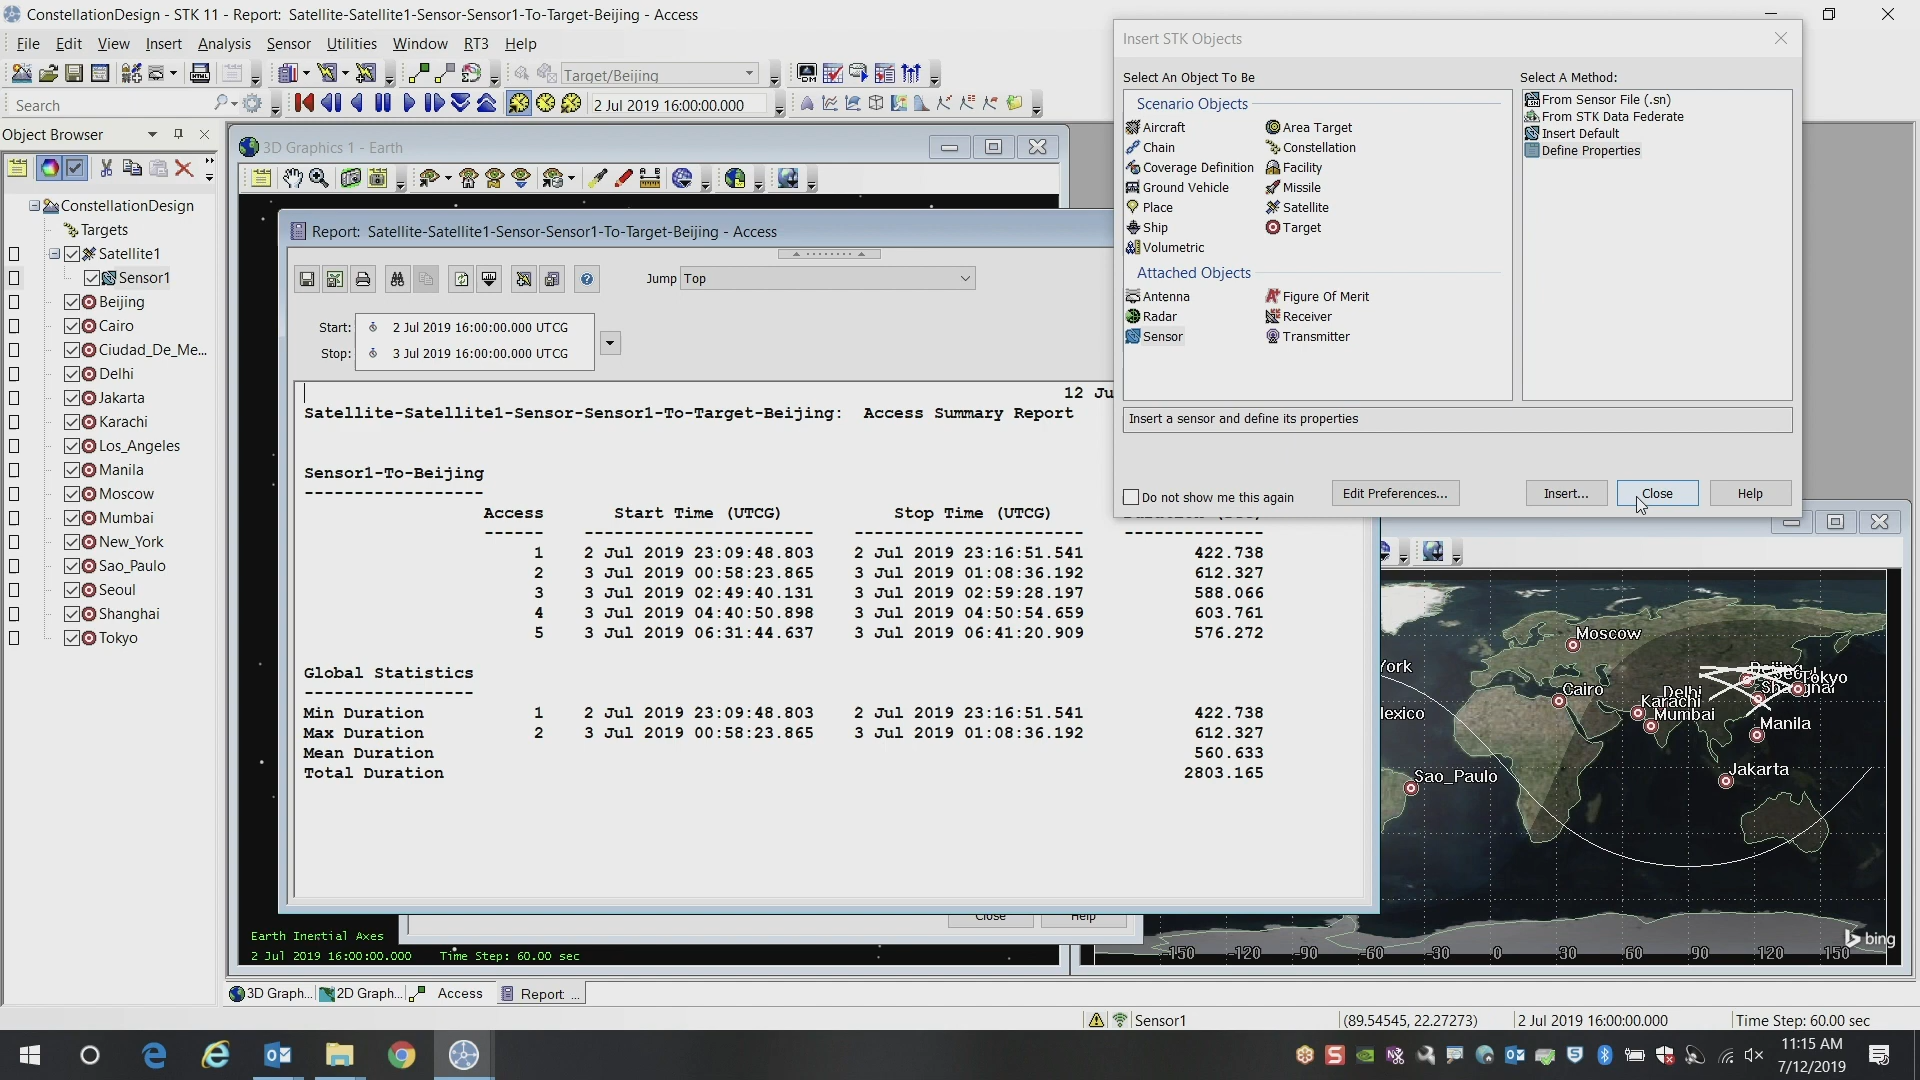 ConstellationDesign - STK 11 - Report:  Satellite-Satellite1-Sensor-Sensor1-To-Target-Beijing - Access
File Edit View Insert Analysis Sensor Utilities Window RT3 Help
Target/Beijing
Search
2 Jul 2019 16:00:00.000
Object Browser
ConstellationDesign
Targets
Satellite1
Sensor1
Beijing
Cairo
Ciudad_De_Me...
Delhi
Jakarta
Karachi
Los_Angeles
Manila
Moscow
Mumbai
New_York
Sao_Paulo
Seoul
Shanghai
Tokyo
3D Graphics 1 - Earth
Report:  Satellite-Satellite1-Sensor-Sensor1-To-Target-Beijing - Access
Jump Top
Start: 2 Jul 2019 16:00:00.000 UTCG
Stop: 3 Jul 2019 16:00:00.000 UTCG
12 Ju
Satellite-Satellite1-Sensor-Sensor1-To-Target-Beijing:  Access Summary Report
Sensor1-To-Beijing
------------------
Access Start Time (UTCG) Stop Time (UTCG)
1 2 Jul 2019 23:09:48.803 2 Jul 2019 23:16:51.541 422.738
2 3 Jul 2019 00:58:23.865 3 Jul 2019 01:08:36.192 612.327
3 3 Jul 2019 02:49:40.131 3 Jul 2019 02:59:28.197 588.066
4 3 Jul 2019 04:40:50.898 3 Jul 2019 04:50:54.659 603.761
5 3 Jul 2019 06:31:44.637 3 Jul 2019 06:41:20.909 576.272
Global Statistics
-----------------
Min Duration 1 2 Jul 2019 23:09:48.803 2 Jul 2019 23:16:51.541 422.738
Max Duration 2 3 Jul 2019 00:58:23.865 3 Jul 2019 01:08:36.192 612.327
Mean Duration 560.633
Total Duration 2803.165
Close Help
Earth Inertial Axes
2 Jul 2019 16:00:00.000 Time Step: 60.00 sec
Insert STK Objects
Select An Object To Be
Select A Method:
Scenario Objects
Aircraft Area Target
Chain Constellation
Coverage Definition Facility
Ground Vehicle Missile
Place Satellite
Ship Target
Volumetric
Attached Objects
Antenna Figure Of Merit
Radar Receiver
Sensor Transmitter
From Sensor File (.sn)
From STK Data Federate
Insert Default
Define Properties
Insert a sensor and define its properties
Do not show me this again
Edit Preferences...
Insert... Close Help
Moscow
York
Beijing
Tokyo
Shanghai
Cairo
Delhi
Karachi
Mumbai
lexico
Manila
Jakarta
Sao_Paulo
-150 -120 -90 -60 -30 0 30 60 90 120 150
bing
3D Graph... 2D Graph... Access Report ...
Sensor1 (89.54545, 22.27273) 2 Jul 2019 16:00:00.000 Time Step: 60.00 sec
11:15 AM
7/12/2019